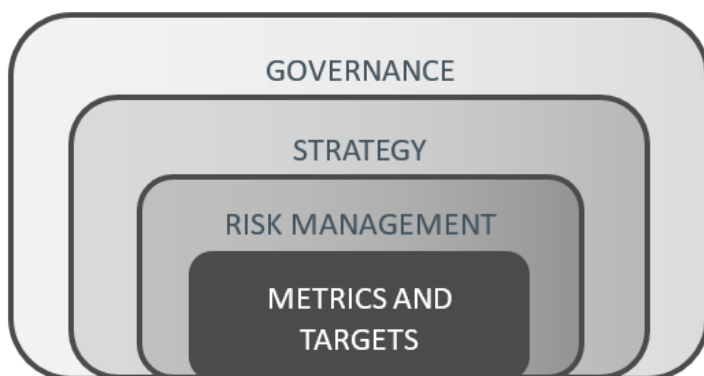 GOVERNANCE
STRATEGY
RISK MANAGEMENT
METRICS AND
TARGETS